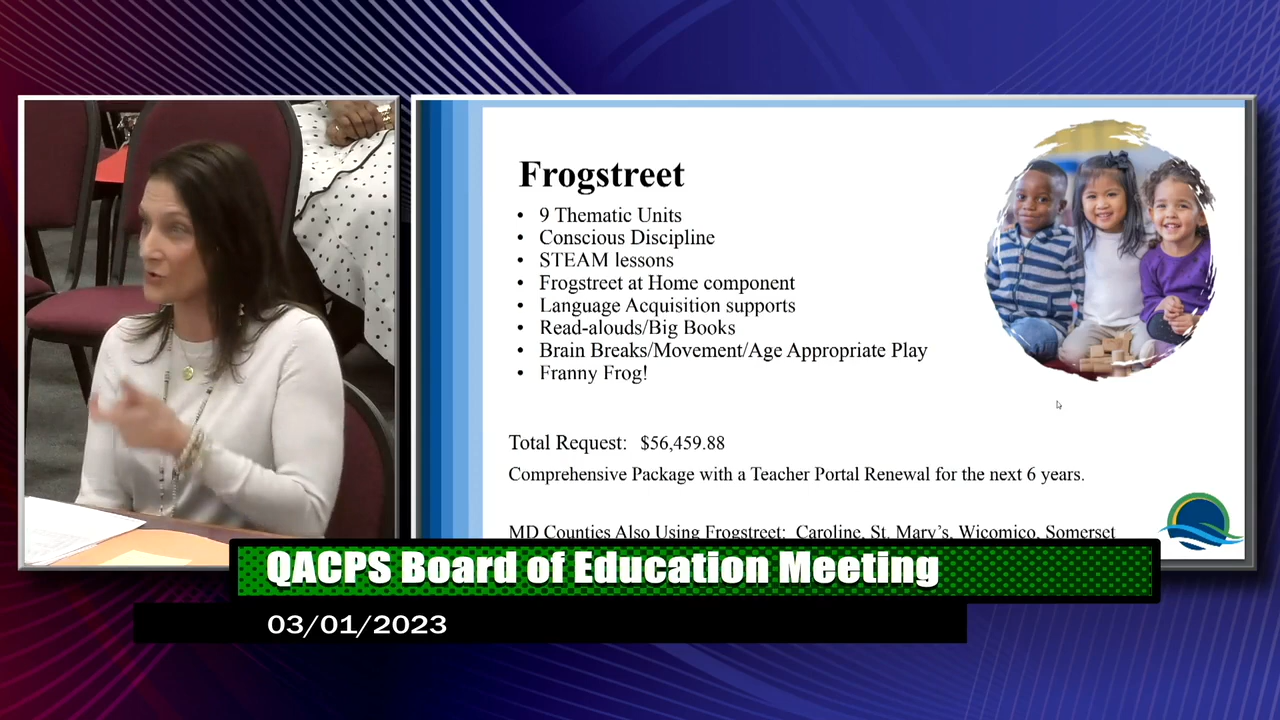 Frogstreet
• 9 Thematic Units
• Conscious Discipline
• STEAM lessons
• Frogstreet at Home component
• Language Acquisition supports
• Read-alouds/Big Books
• Brain Breaks/Movement/Age Appropriate Play
• Franny Frog!
Total Request: $56,459.88
Comprehensive Package with a Teacher Portal Renewal for the next 6 years.
MD Counties Also Using Frogstreet: Caroline, St. Mary's, Wicomico, Somerset
QACPS Board of Education Meeting
03/01/2023